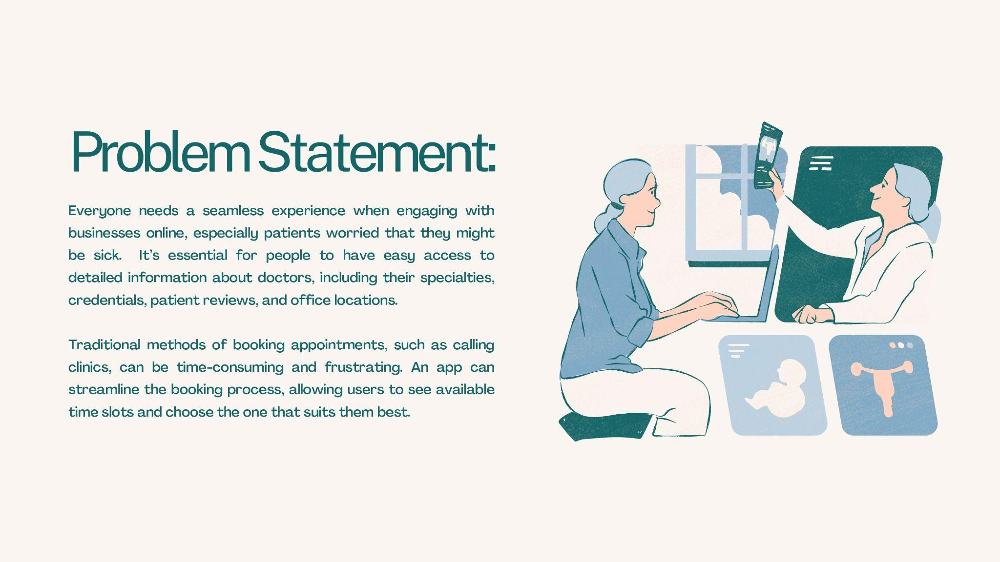 Problem Statement:
Everyone needs a seamless experience when engaging with
businesses online, especially patients worried that they might
be sick.  It’s essential for people to have easy access to
detailed information about doctors, including their specialties,
credentials, patient reviews, and office locations.
Traditional methods of booking appointments, such as calling
clinics, can be time-consuming and frustrating. An app can
streamline the booking process, allowing users to see available
time slots and choose the one that suits them best.